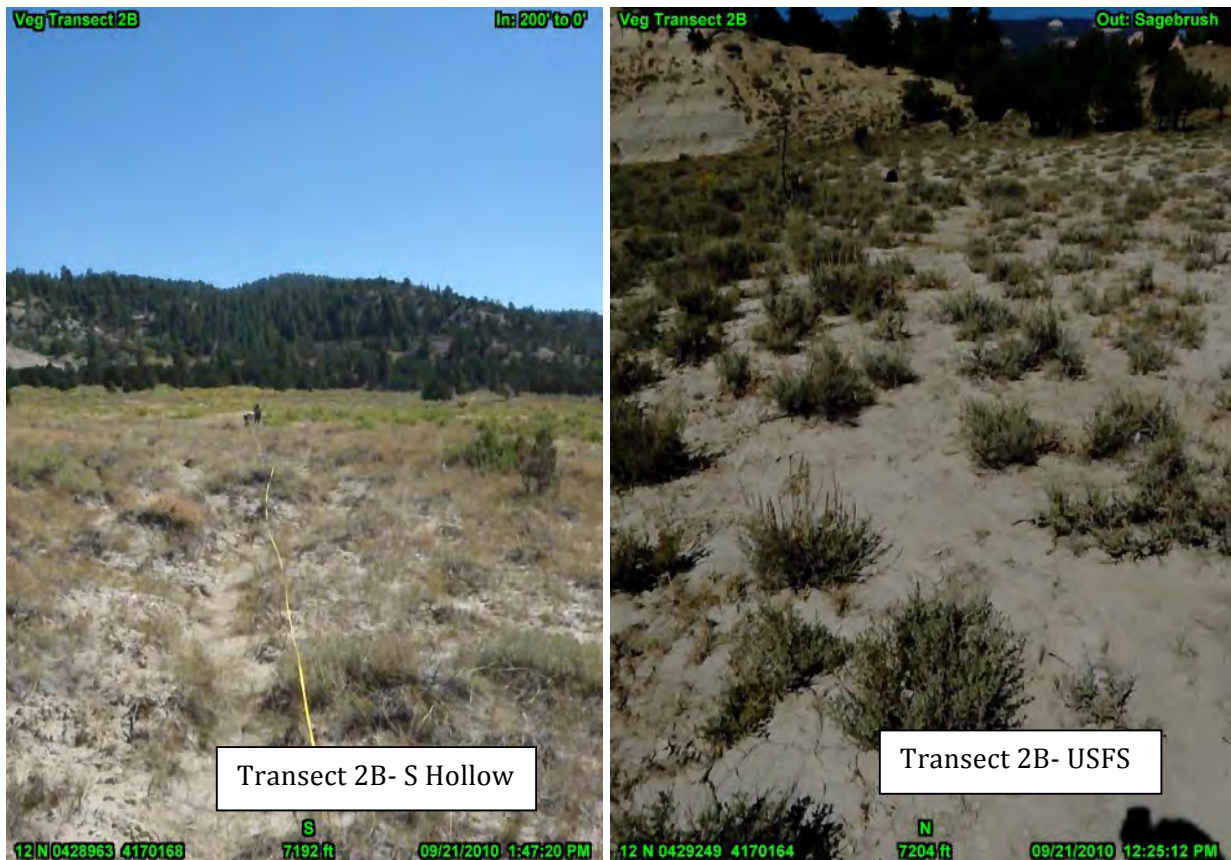 Veg Transect 2B
In: 200' to 0'
Transect 2B- S Hollow
S
12 N 0428963 4170168
7192 ft
09/21/2010 1:47:20 PM
Veg Transect 2B
Out: Sagebrush
Transect 2B- USFS
N
12 N 0429249 4170164
7204 ft
09/21/2010 12:25:12 PM